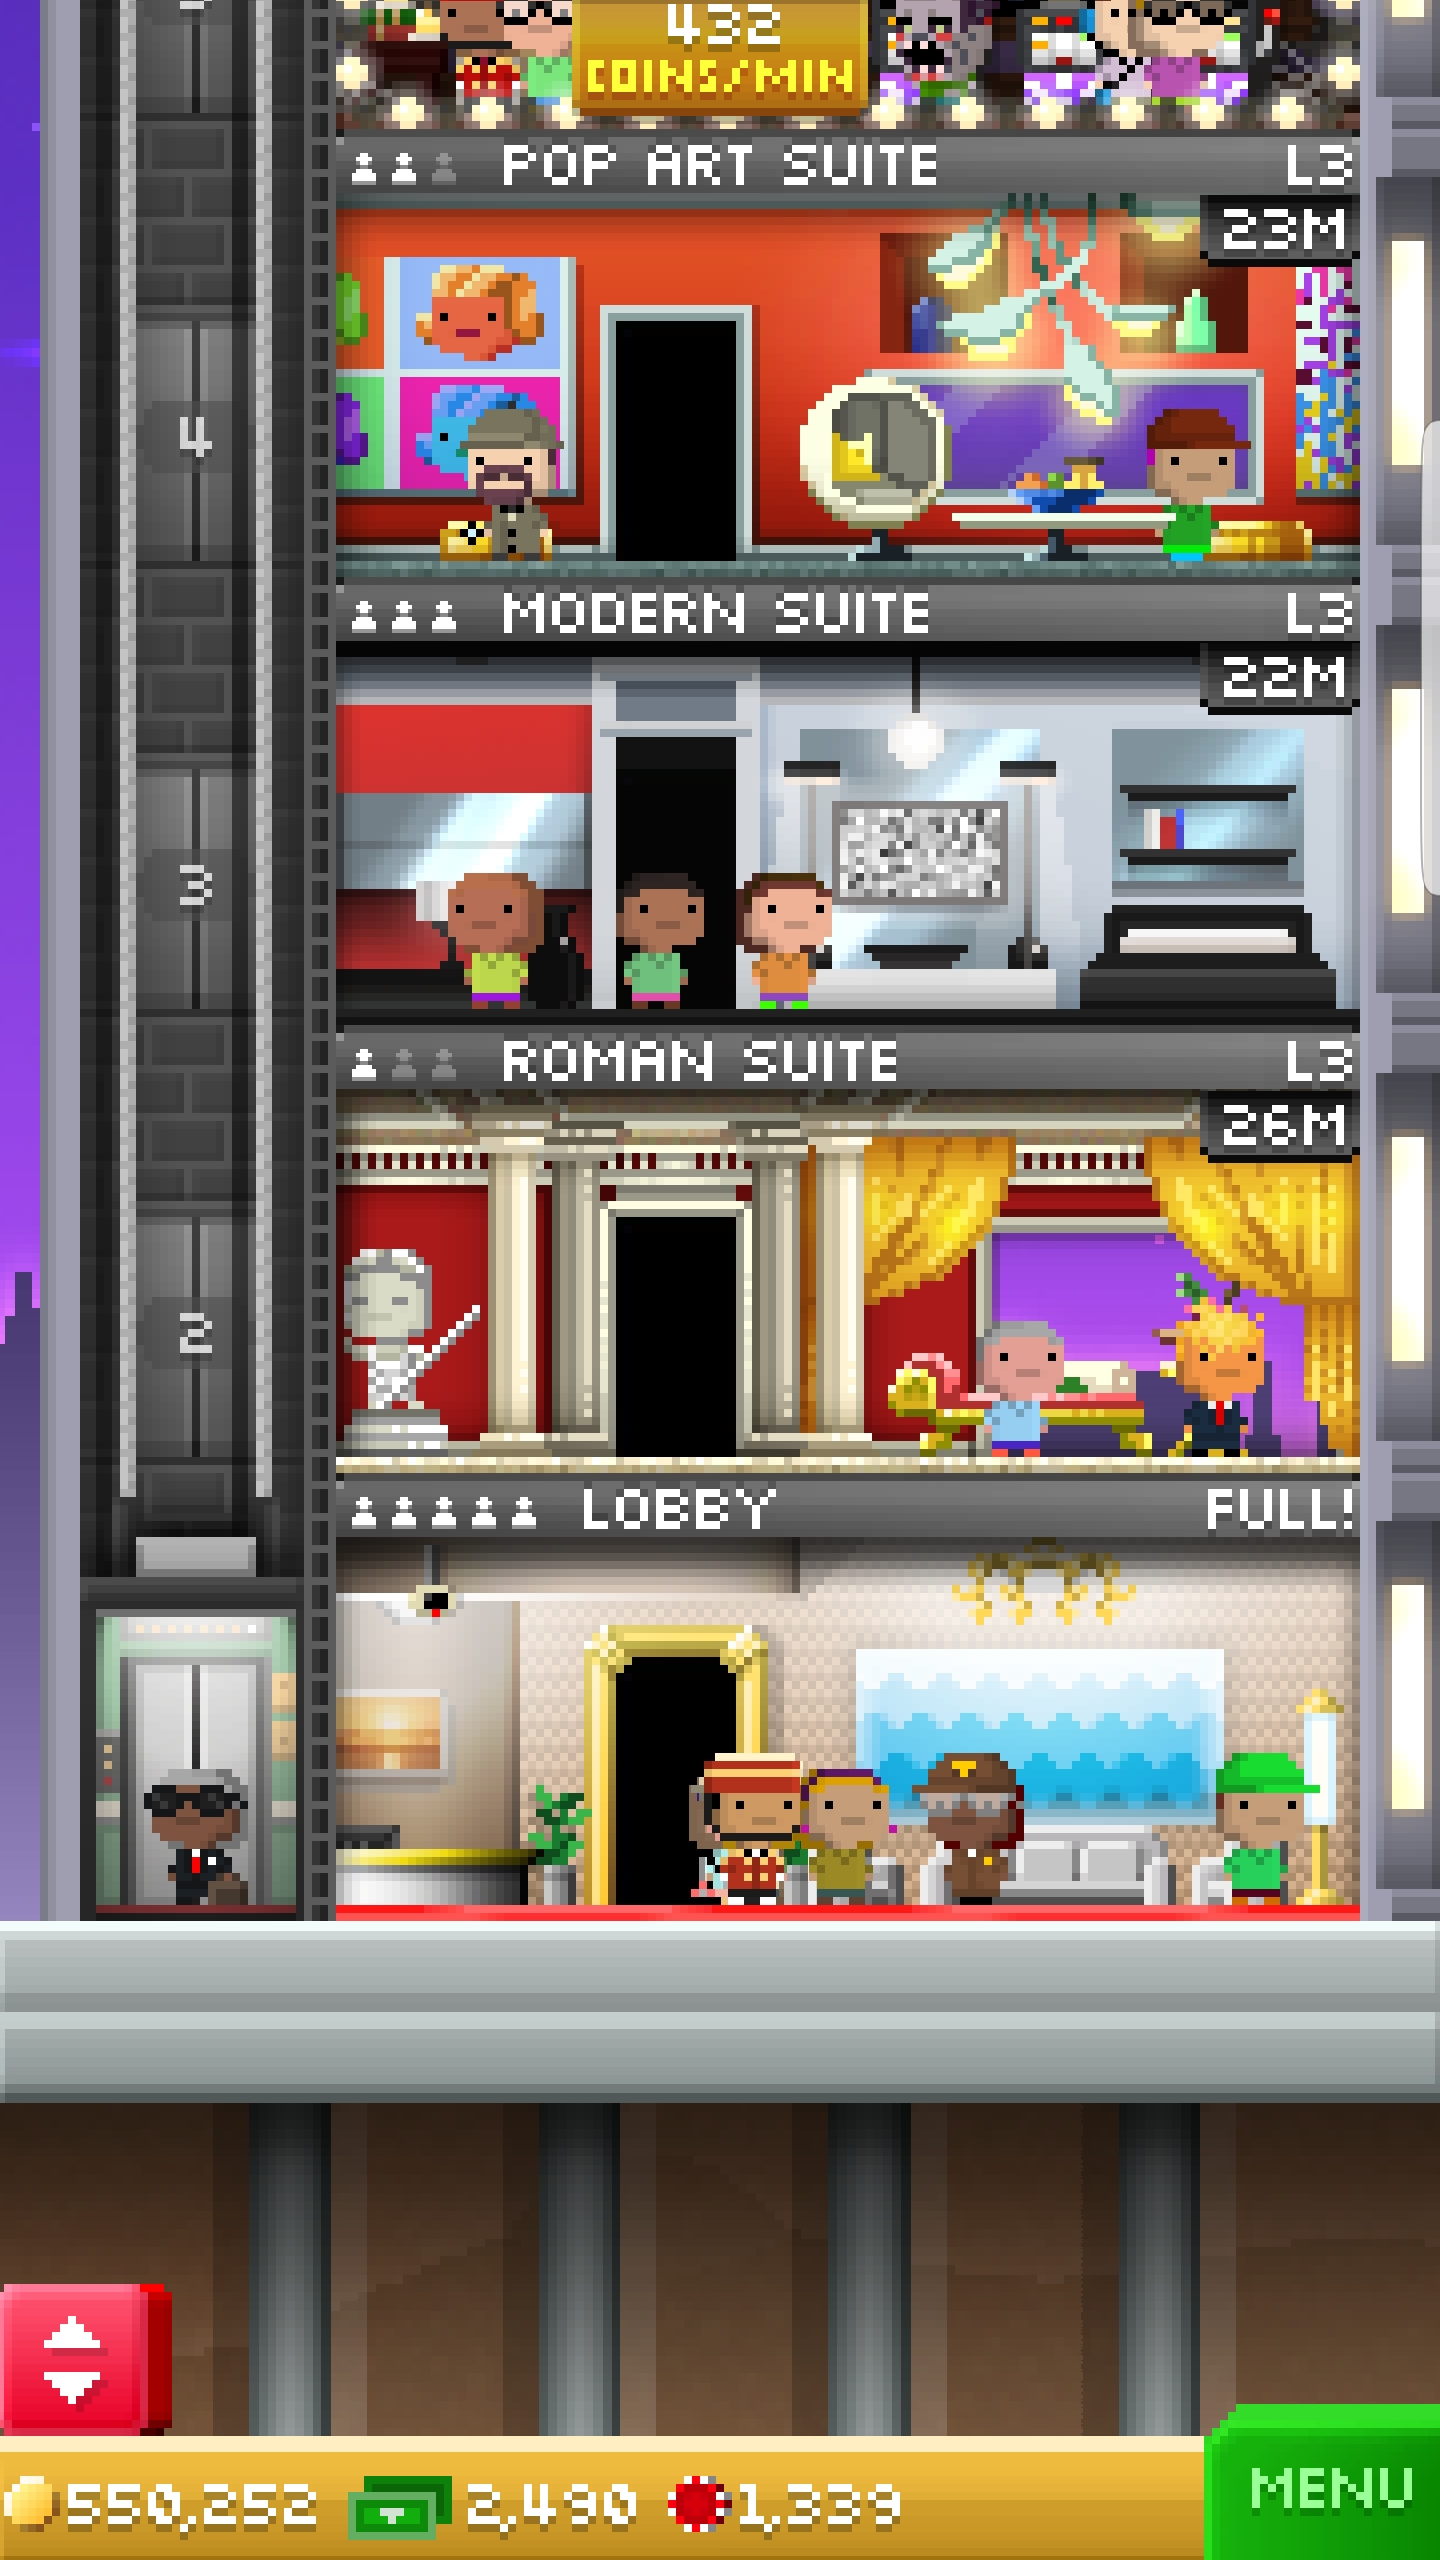 432
COINS/MIN
POP ART SUITE L3
23M
4
MODERN SUITE L3
22M
3
ROMAN SUITE L3
26M
2
LOBBY FULL!
550,252 2,490 1,339
MENU